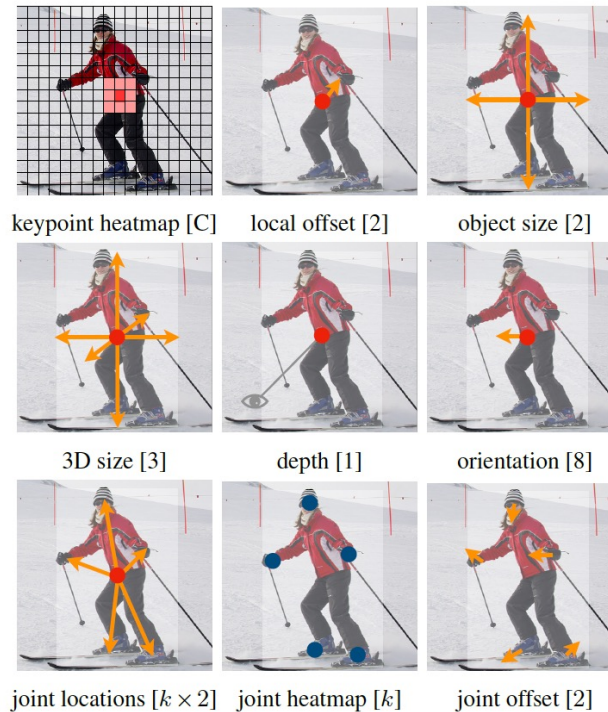 keypoint heatmap [C]
local offset [2]
object size [2]
3D size [3]
depth [1]
orientation [8]
joint locations [k × 2]
joint heatmap [k]
joint offset [2]